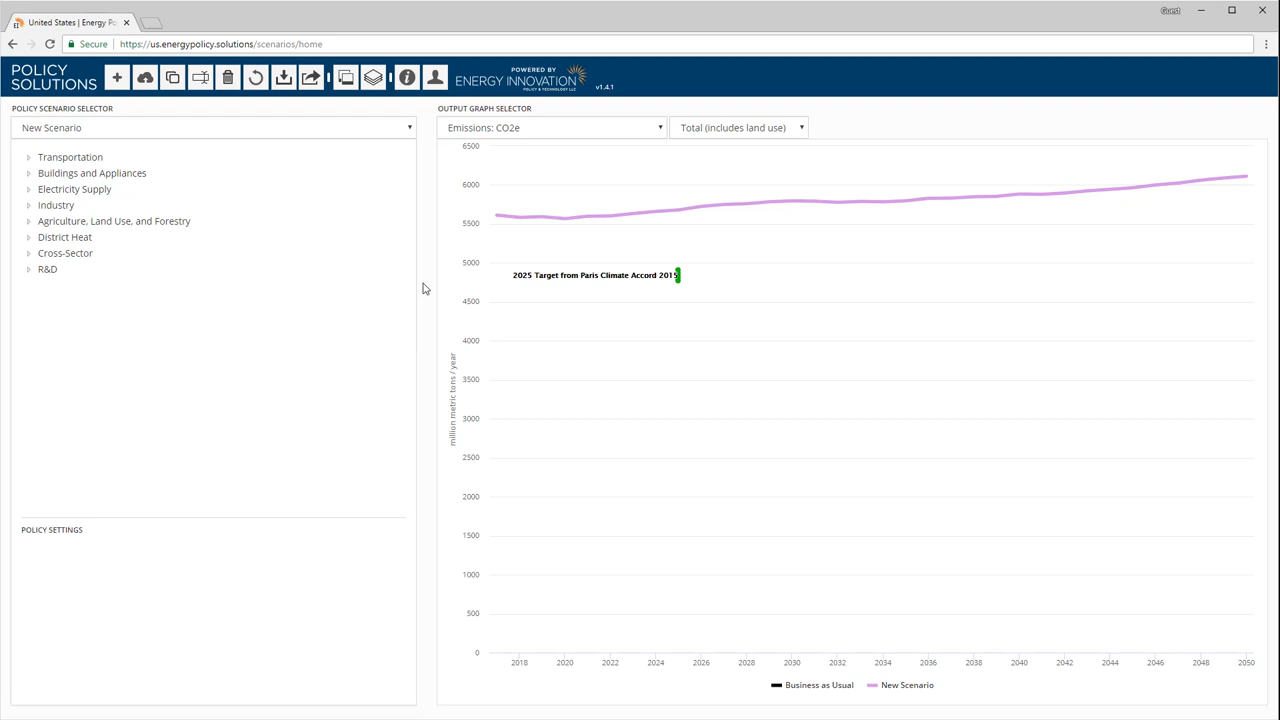 United States | Energy Po
Guest
Secure
https://us.energypolicy.solutions/scenarios/home
POLICY
SOLUTIONS
POWERED BY
ENERGY INNOVATION
POLICY & TECHNOLOGY LLC
v1.4.1
POLICY SCENARIO SELECTOR
New Scenario
Transportation
Buildings and Appliances
Electricity Supply
Industry
Agriculture, Land Use, and Forestry
District Heat
Cross-Sector
R&D
POLICY SETTINGS
OUTPUT GRAPH SELECTOR
Emissions: CO2e
Total (includes land use)
6500
6000
5500
5000
4500
4000
3500
3000
2500
2000
1500
1000
500
0
million metric tons / year
2025 Target from Paris Climate Accord 2015
2018 2020 2022 2024 2026 2028 2030 2032 2034 2036 2038 2040 2042 2044 2046 2048 2050
Business as Usual New Scenario